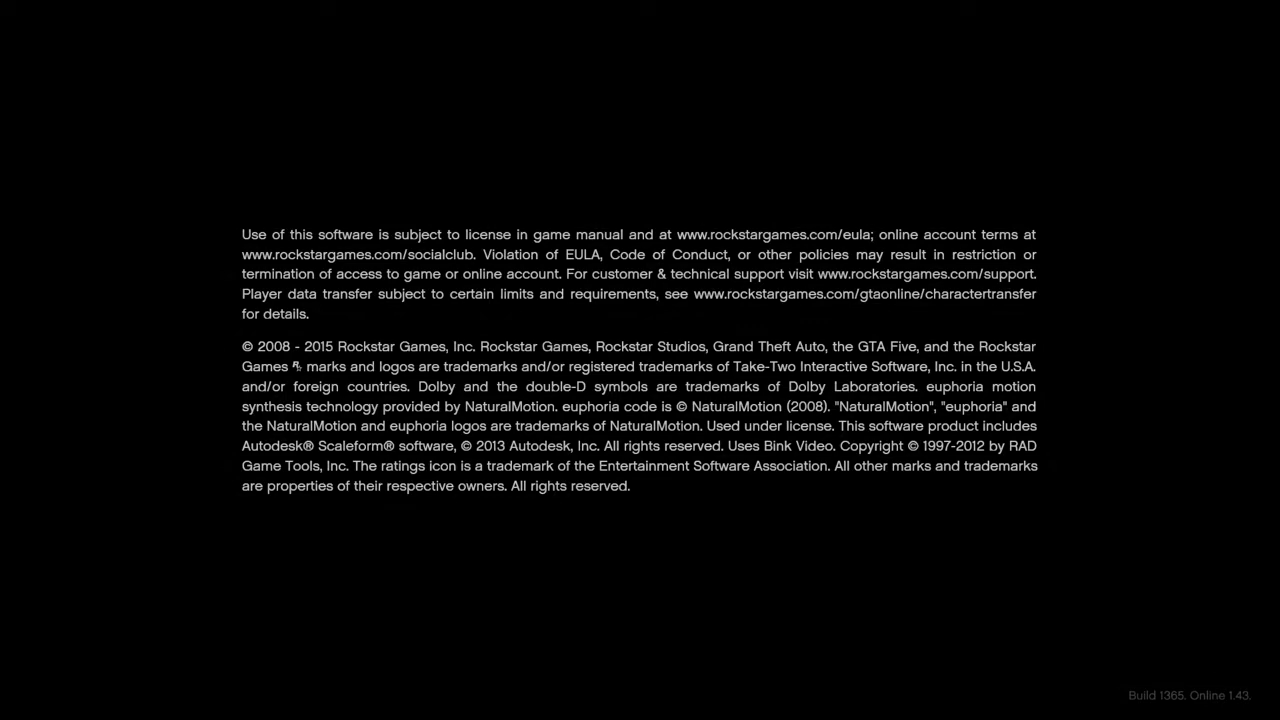 Use of this software is subject to license in game manual and at www.rockstargames.com/eula; online account terms at
www.rockstargames.com/socialclub. Violation of EULA, Code of Conduct, or other policies may result in restriction or
termination of access to game or online account. For customer & technical support visit www.rockstargames.com/support.
Player data transfer subject to certain limits and requirements, see www.rockstargames.com/gtaonline/charactertransfer
for details.
© 2008 - 2015 Rockstar Games, Inc. Rockstar Games, Rockstar Studios, Grand Theft Auto, the GTA Five, and the Rockstar
Games R* marks and logos are trademarks and/or registered trademarks of Take-Two Interactive Software, Inc. in the U.S.A.
and/or foreign countries. Dolby and the double-D symbols are trademarks of Dolby Laboratories. euphoria motion
synthesis technology provided by NaturalMotion. euphoria code is © NaturalMotion (2008). "NaturalMotion", "euphoria" and
the NaturalMotion and euphoria logos are trademarks of NaturalMotion. Used under license. This software product includes
Autodesk® Scaleform® software, © 2013 Autodesk, Inc. All rights reserved. Uses Bink Video. Copyright © 1997-2012 by RAD
Game Tools, Inc. The ratings icon is a trademark of the Entertainment Software Association. All other marks and trademarks
are properties of their respective owners. All rights reserved.
Build 1365. Online 1.43.